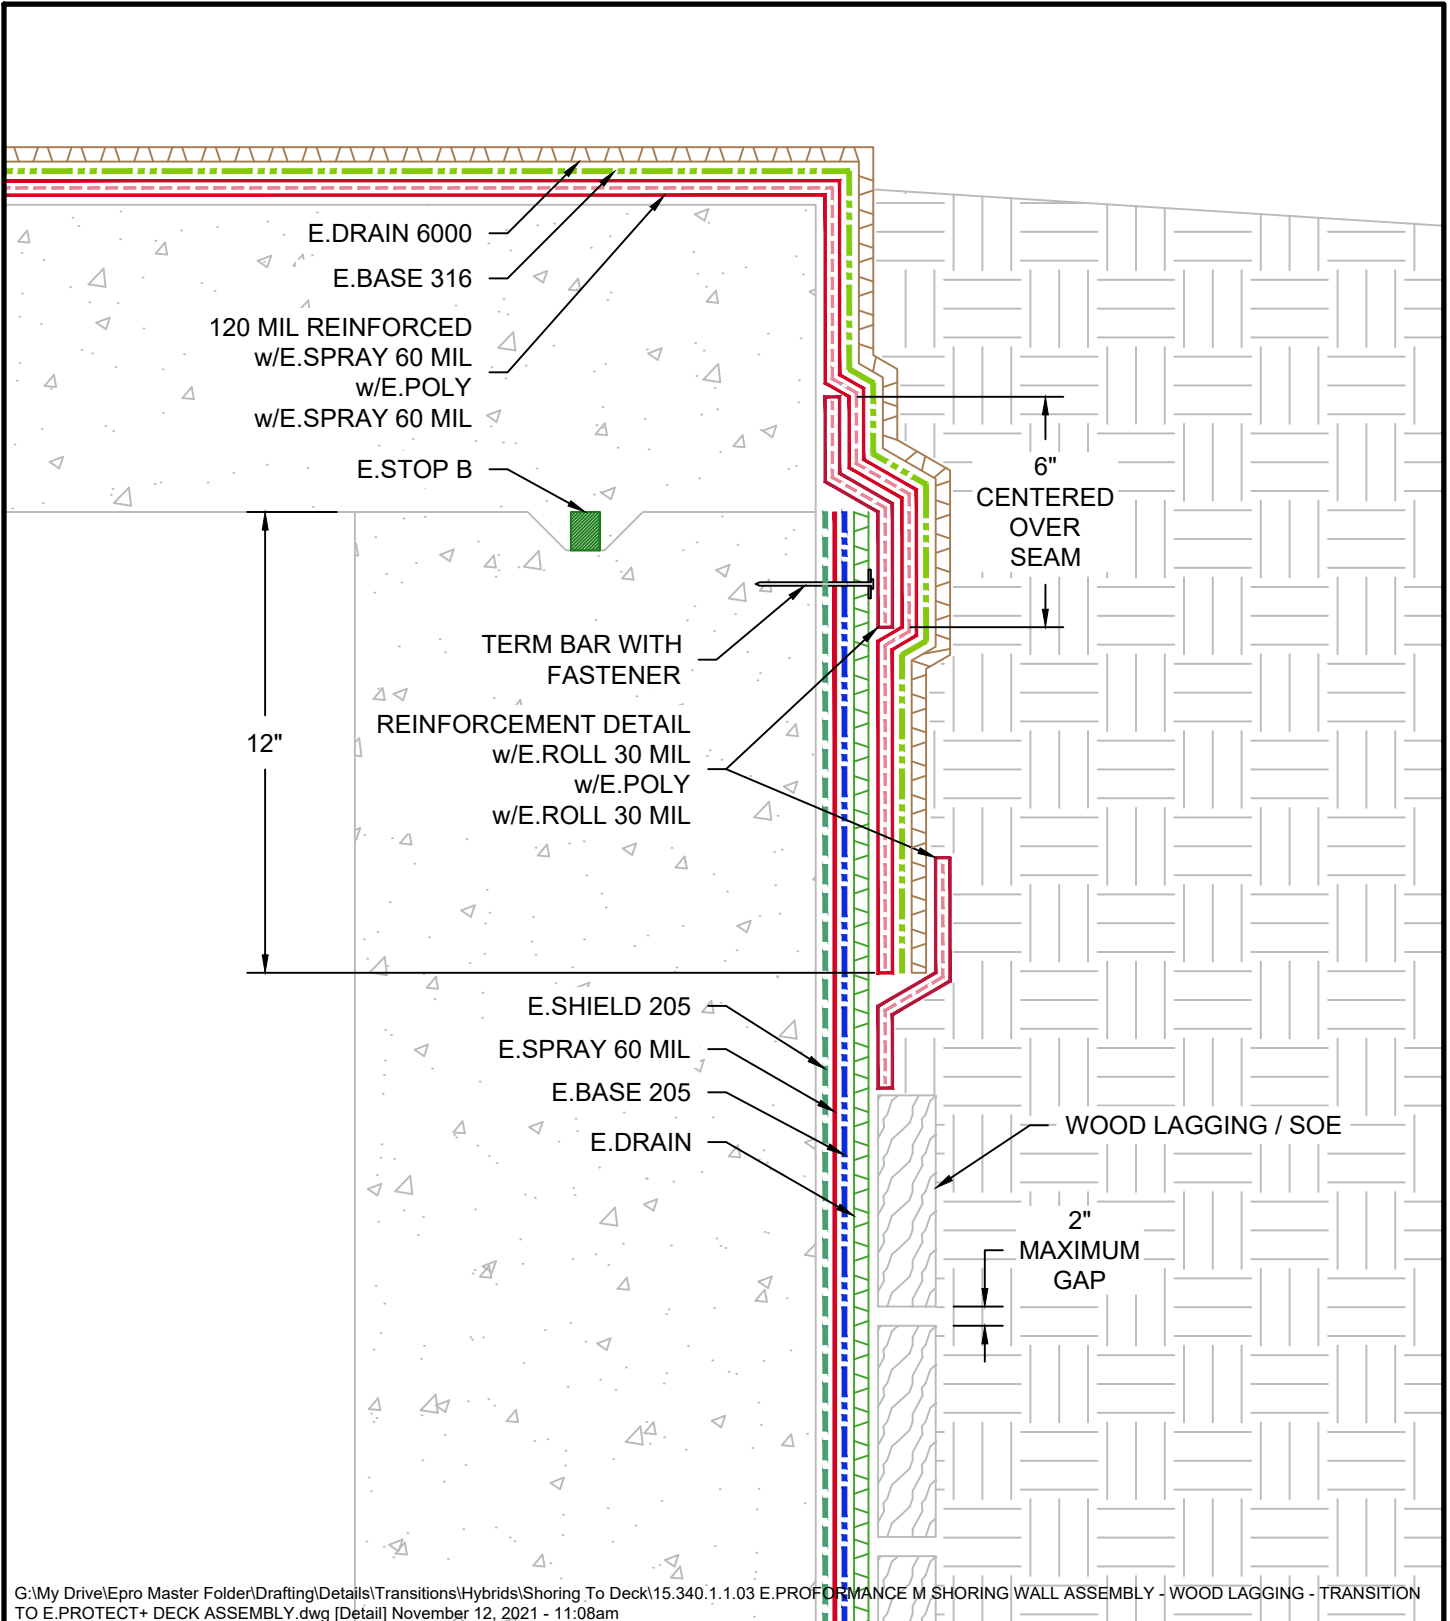 E.DRAIN 6000
E.BASE 316
120 MIL REINFORCED
w/E.SPRAY 60 MIL
w/E.POLY
w/E.SPRAY 60 MIL
E.STOP B
6"
CENTERED
OVER
SEAM
TERM BAR WITH
FASTENER
REINFORCEMENT DETAIL
w/E.ROLL 30 MIL
w/E.POLY
w/E.ROLL 30 MIL
12"
E.SHIELD 205
E.SPRAY 60 MIL
E.BASE 205
E.DRAIN
WOOD LAGGING / SOE
2"
MAXIMUM
GAP
G:\My Drive\Epro Master Folder\Drafting\Details\Transitions\Hybrids\Shoring To Deck\15.340.1.1.03 E.PROFORMANCE M SHORING WALL ASSEMBLY - WOOD LAGGING - TRANSITION
TO E.PROTECT+ DECK ASSEMBLY.dwg [Detail] November 12, 2021 - 11:08am